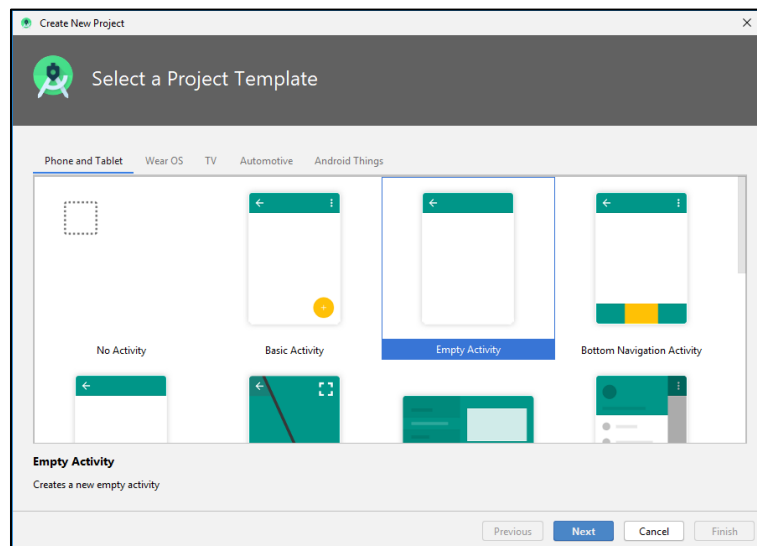 Create New Project
Select a Project Template
Phone and Tablet Wear OS TV Automotive Android Things
No Activity Basic Activity Empty Activity Bottom Navigation Activity
Empty Activity
Creates a new empty activity
Previous Next Cancel Finish